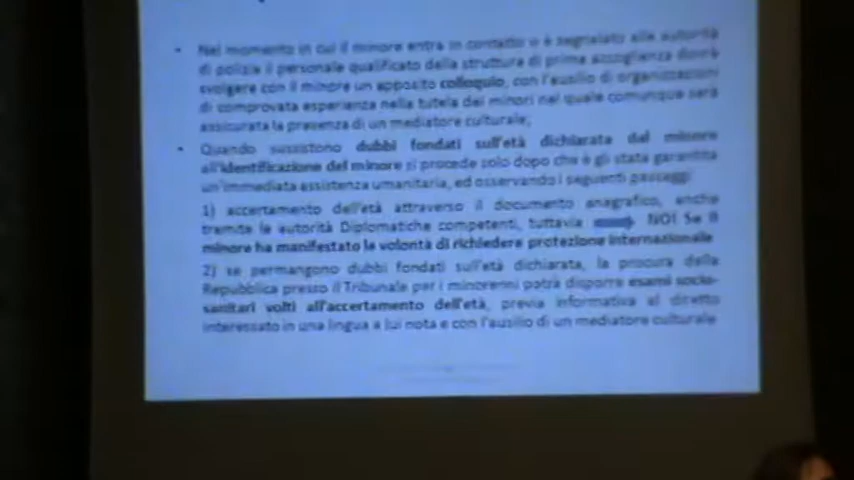 • Nel momento in cui il minore entra in contatto o è segnalato alle autorità
di polizia il personale qualificato della struttura di prima accoglienza dovrà
svolgere con il minore un apposito colloquio, con l'ausilio di organizzazioni
di comprovata esperienza nella tutela dei minori nel quale comunque sarà
assicurata la presenza di un mediatore culturale;
• Quando sussistono dubbi fondati sull'età dichiarata dal minore
all'identificazione del minore si procede solo dopo che è gli stata garantita
un'immediata assistenza umanitaria, ed osservando i seguenti passaggi
1) accertamento dell'età attraverso il documento anagrafico, anche
tramite le autorità Diplomatiche competenti, tuttavia NO! Se il
minore ha manifestato la volontà di richiedere protezione internazionale
2) se permangono dubbi fondati sull'età dichiarata, la procura della
Repubblica presso il Tribunale per i minorenni potrà disporre esami socio-
sanitari volti all'accertamento dell'età, previa informativa al diretto
interessato in una lingua a lui nota e con l'ausilio di un mediatore culturale